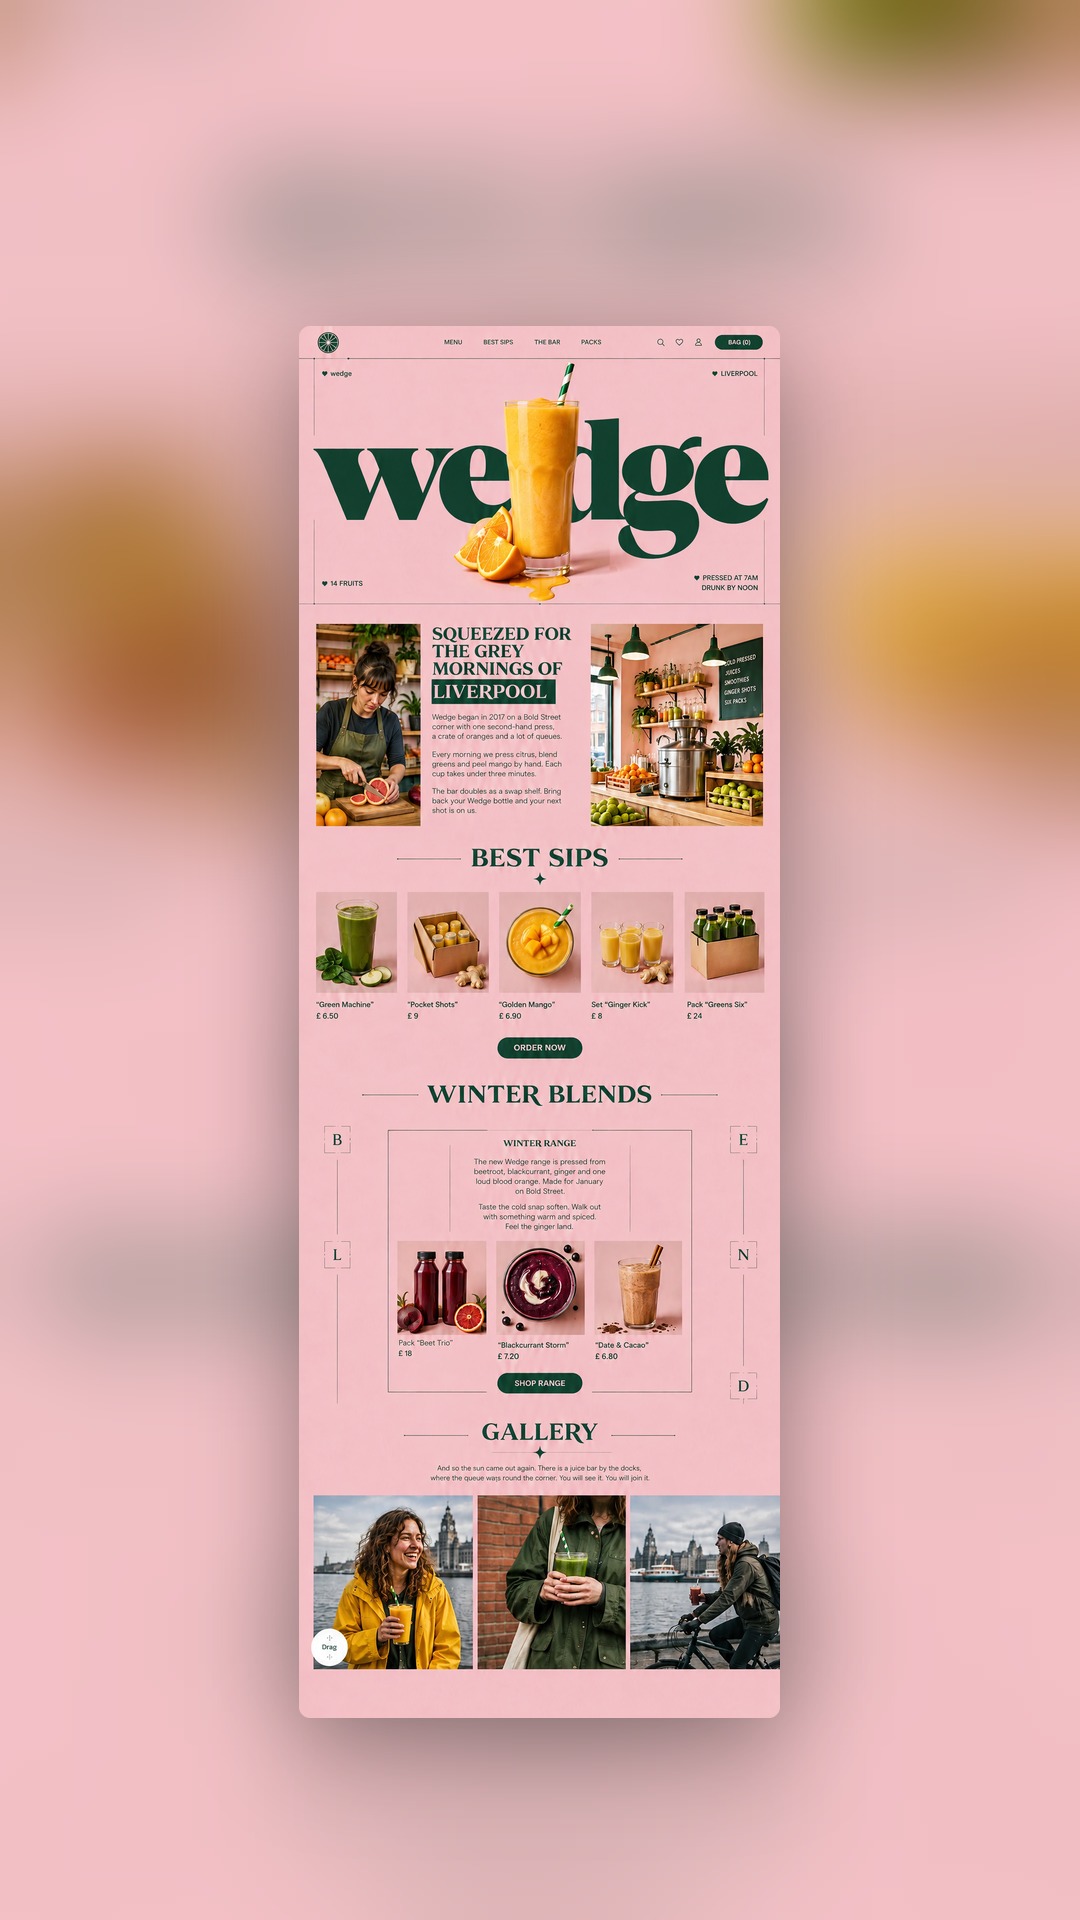 MENU
BEST SIPS
THE BAR
PACKS
BAG (0)
wedge
LIVERPOOL
wedge
14 FRUITS
PRESSED AT 7AM
DRUNK BY NOON
SQUEEZED FOR
THE GREY
MORNINGS OF
LIVERPOOL
Wedge began in 2017 on a Bold Street
corner with one second-hand press,
a crate of oranges and a lot of queues.
Every morning we press citrus, blend
greens and peel mango by hand. Each
cup takes under three minutes.
The bar doubles as a swap shelf. Bring
back your Wedge bottle and your next
shot is on us.
COLD PRESSED
JUICES
SMOOTHIES
GINGER SHOTS
SIX PACKS
BEST SIPS
“Green Machine”
£ 6.50
“Pocket Shots”
£ 9
“Golden Mango”
£ 6.90
Set “Ginger Kick”
£ 8
Pack “Greens Six”
£ 24
ORDER NOW
WINTER BLENDS
B
L
E
N
D
WINTER RANGE
The new Wedge range is pressed from
beetroot, blackcurrant, ginger and one
loud blood orange. Made for January
on Bold Street.
Taste the cold snap soften. Walk out
with something warm and spiced.
Feel the ginger land.
Pack “Beet Trio”
£ 18
“Blackcurrant Storm”
£ 7.20
“Date & Cacao”
£ 6.80
SHOP RANGE
GALLERY
And so the sun came out again. There is a juice bar by the docks,
where the queue round the corner. You will see it. You will join it.
Drag